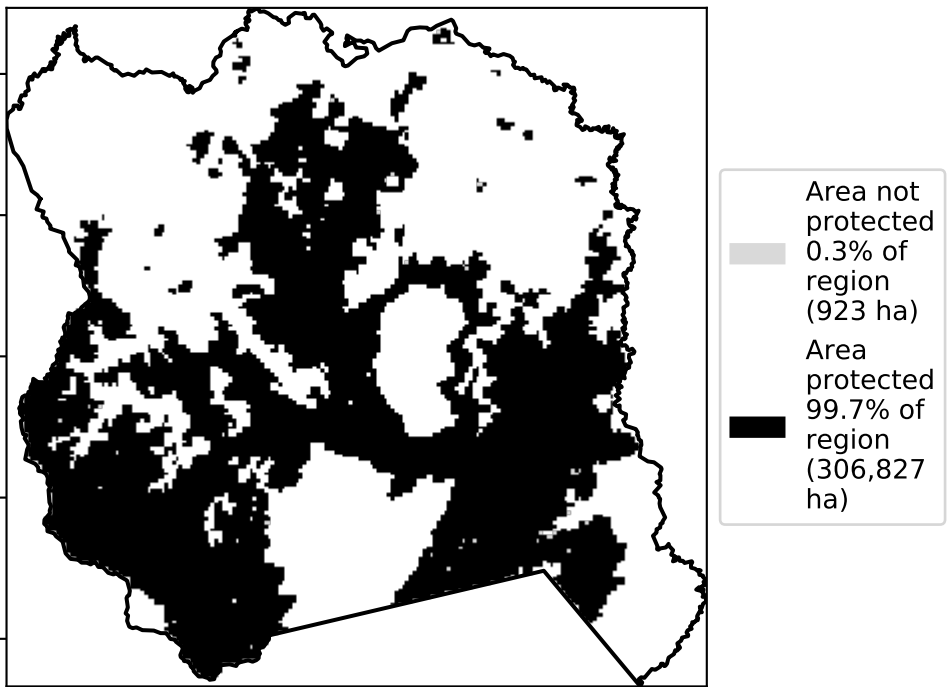 Area not
protected
0.3% of
region
(923 ha)
Area
protected
99.7% of
region
(306,827
ha)